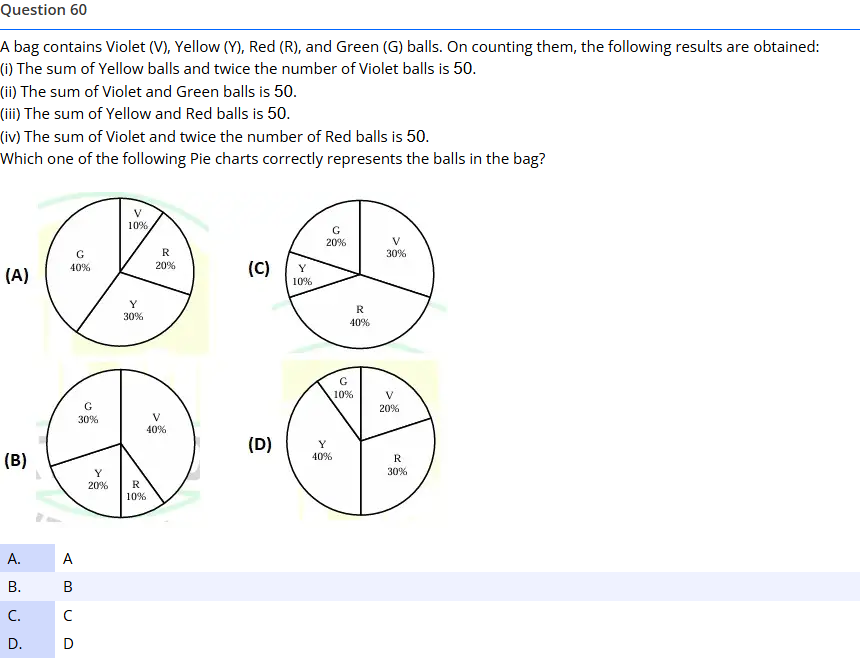 Question 60
A bag contains Violet (V), Yellow (Y), Red (R), and Green (G) balls. On counting them, the following results are obtained:
(i) The sum of Yellow balls and twice the number of Violet balls is 50.
(ii) The sum of Violet and Green balls is 50.
(iii) The sum of Yellow and Red balls is 50.
(iv) The sum of Violet and twice the number of Red balls is 50.
Which one of the following Pie charts correctly represents the balls in the bag?
(A)
V
10%
R
20%
Y
30%
G
40%
(C)
G
20%
V
30%
Y
10%
R
40%
(B)
G
30%
V
40%
Y
20%
R
10%
(D)
G
10%
V
20%
Y
40%
R
30%
A. A
B. B
C. C
D. D